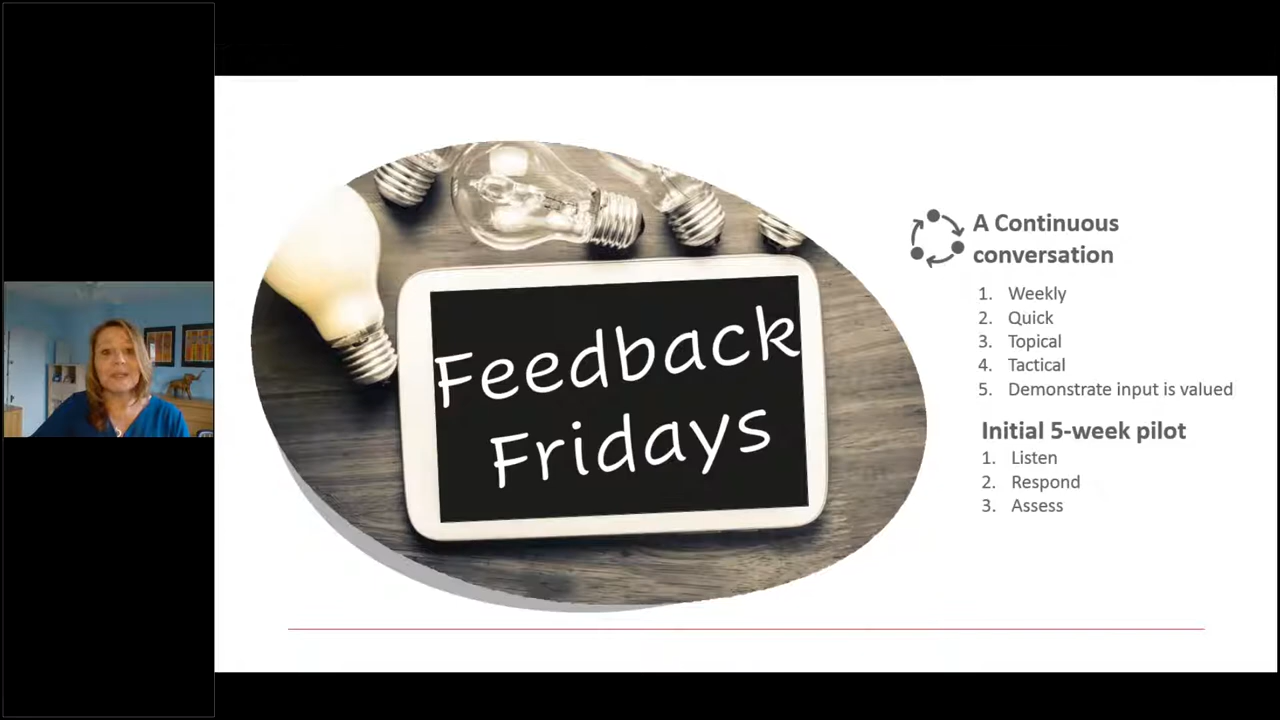 Feedback
Fridays
A Continuous
conversation
1. Weekly
2. Quick
3. Topical
4. Tactical
5. Demonstrate input is valued
Initial 5-week pilot
1. Listen
2. Respond
3. Assess